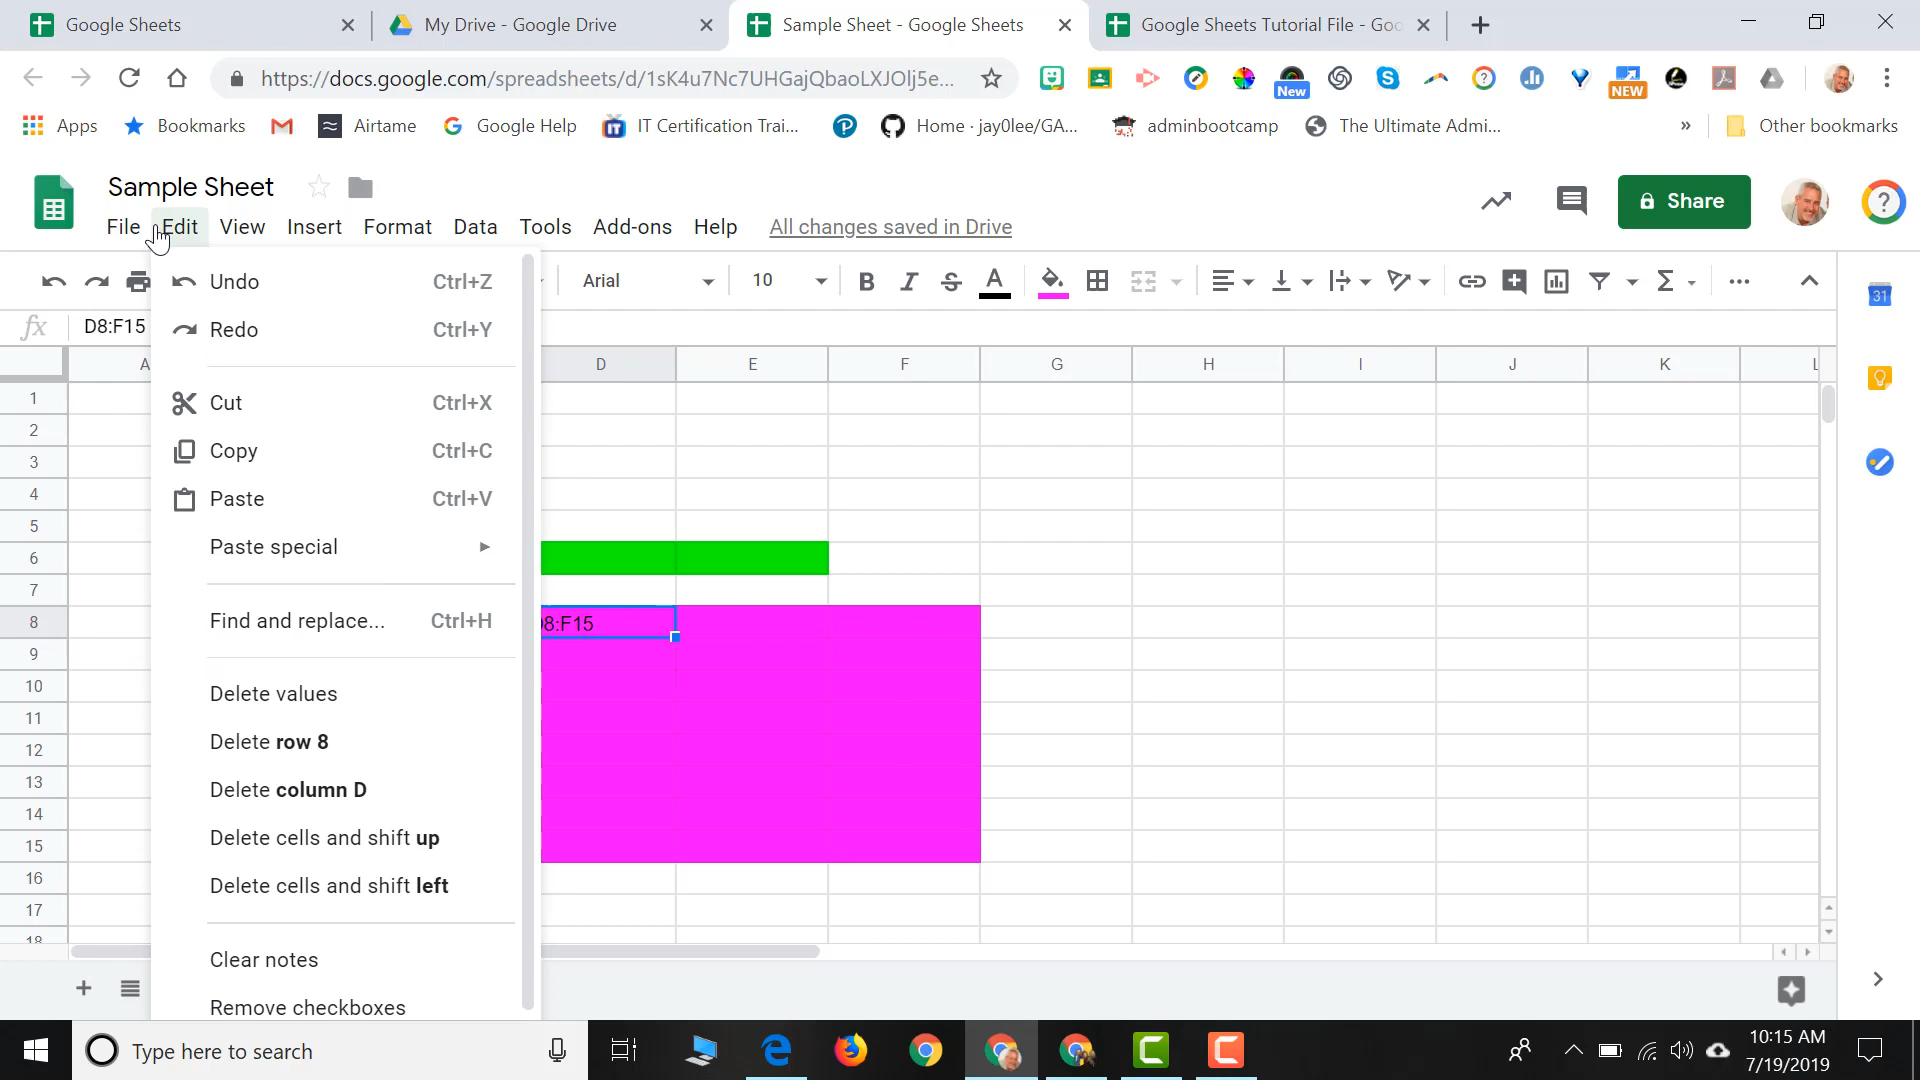 Google Sheets
My Drive - Google Drive
Sample Sheet - Google Sheets
Google Sheets Tutorial File - Goo
https://docs.google.com/spreadsheets/d/1sK4u7Nc7UHGajQbaoLXJOlj5e...
New
NEW
Apps
Bookmarks
Airtame
Google Help
IT Certification Trai...
Home · jay0lee/GA...
adminbootcamp
The Ultimate Admi...
»
Other bookmarks
Sample Sheet
Share
File Edit View Insert Format Data Tools Add-ons Help All changes saved in Drive
Arial 10 B I S A Σ
31
fx D8:F15
A D E F G H I J K L
Undo Ctrl+Z
Redo Ctrl+Y
Cut Ctrl+X
Copy Ctrl+C
Paste Ctrl+V
Paste special
Find and replace... Ctrl+H
Delete values
Delete row 8
Delete column D
Delete cells and shift up
Delete cells and shift left
Clear notes
Remove checkboxes
1
2
3
4
5
6
7
8
D8:F15
9
10
11
12
13
14
15
16
17
18
Type here to search
10:15 AM
7/19/2019